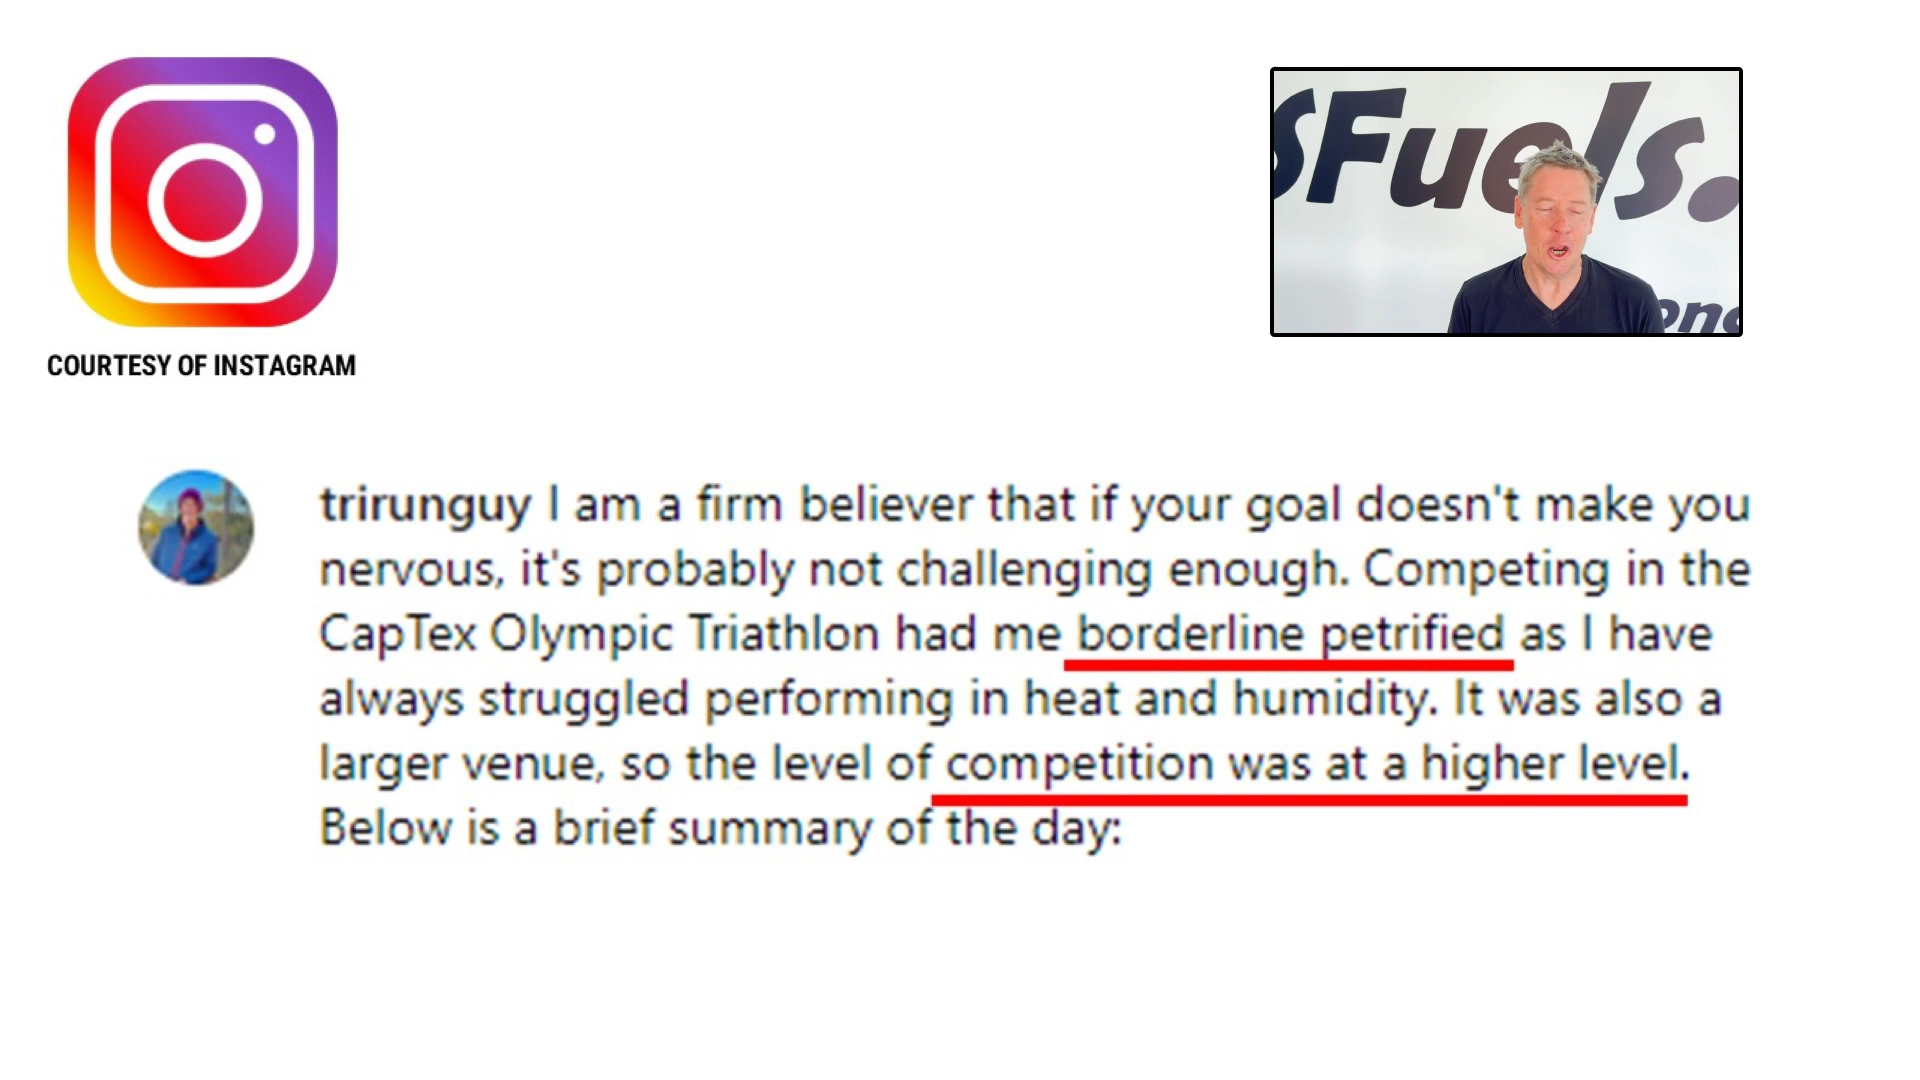 SFuels.
COURTESY OF INSTAGRAM
trirunguy I am a firm believer that if your goal doesn't make you
nervous, it's probably not challenging enough. Competing in the
CapTex Olympic Triathlon had me borderline petrified as I have
always struggled performing in heat and humidity. It was also a
larger venue, so the level of competition was at a higher level.
Below is a brief summary of the day: